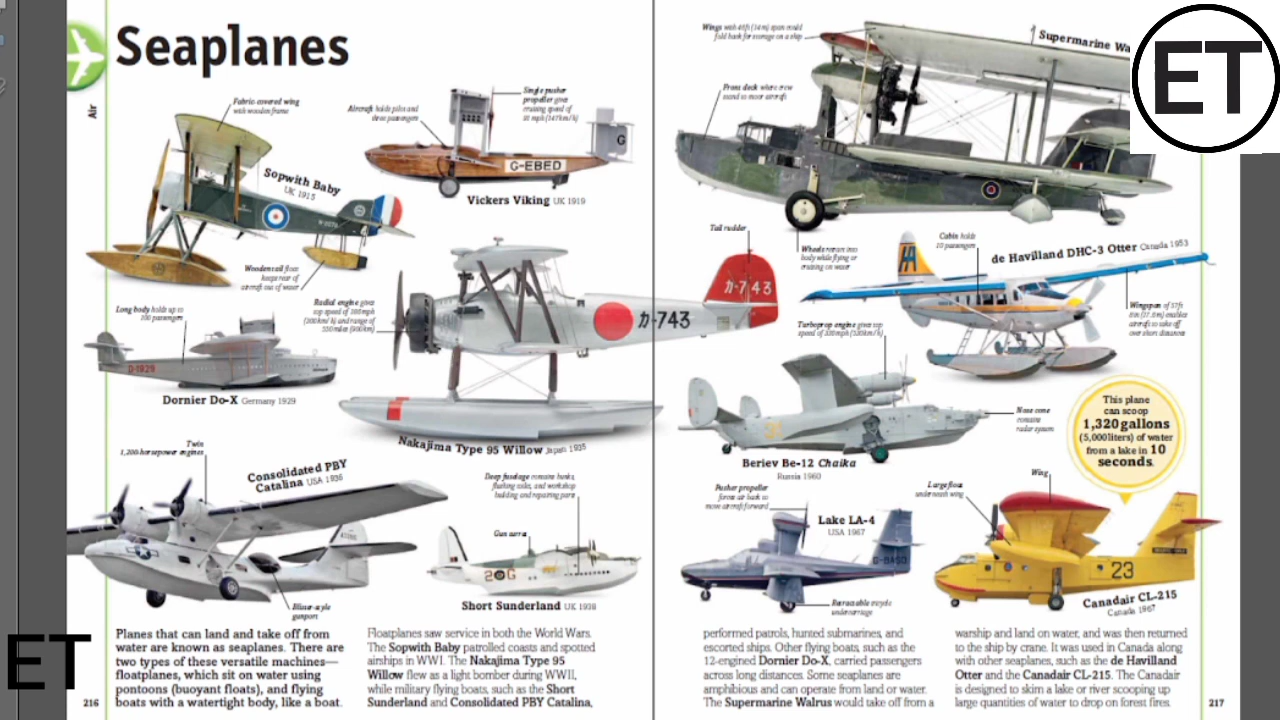 Seaplanes
Air
Fabric-covered wing
with wooden frame
Sopwith Baby
UK 1915
Wooden tail float
keeps rear of
aircraft out of water
Aircraft holds pilot and
three passengers
Single pusher
propeller gives
cruising speed of
91 mph (147km/h)
G-EBED
G
Vickers Viking UK 1919
Long body holds up to
100 passengers
D-1929
Dornier Do-X Germany 1929
Radial engine gives
カ-743
カ-743
Nakajima Type 95 Willow Japan 1935
Twin
1,200-horsepower engines
Consolidated PBY
Catalina USA 1936
Blister-style
gunport
Deep fuselage contains bunks,
flushing toilet, and workshop
building and repairing parts
Gun turret
2 G
Short Sunderland UK 1938
Planes that can land and take off from
water are known as seaplanes. There are
two types of these versatile machines—
floatplanes, which sit on water using
pontoons (buoyant floats), and flying
boats with a watertight body, like a boat.
Floatplanes saw service in both the World Wars.
The Sopwith Baby patrolled coasts and spotted
airships in WWI. The Nakajima Type 95
Willow flew as a light bomber during WWII,
while military flying boats, such as the Short
Sunderland and Consolidated PBY Catalina,
216
Wings with 46ft (14m) span could
fold back for storage on a ship
Supermarine Wa
Front deck where crew
stand to moor aircraft
Tail rudder
Wheels retract into
body while flying or
cruising on water
Cabin holds
10 passengers
de Havilland DHC-3 Otter Canada 1953
Wingspan of 57ft
enables
aircraft to take off
over short distances
Turboprop engine gives top
speed of 330mph (530km/h)
Nose cone
contains
radar system
Beriev Be-12 Chaika
Russia 1960
This plane
can scoop
1,320 gallons
(5,000 liters) of water
from a lake in 10
seconds.
Pusher propeller
forces air back to
move aircraft forward
Lake LA-4
USA 1967
Retractable tricycle
undercarriage
Large float
underneath wing
Wing
23
Canadair CL-215
Canada 1967
performed patrols, hunted submarines, and
escorted ships. Other flying boats, such as the
12-engined Dornier Do-X, carried passengers
across long distances. Some seaplanes are
amphibious and can operate from land or water.
The Supermarine Walrus would take off from a
warship and land on water, and was then returned
to the ship by crane. It was used in Canada along
with other seaplanes, such as the de Havilland
Otter and the Canadair CL-215. The Canadair
is designed to skim a lake or river scooping up
large quantities of water to drop on forest fires.
217
ET
ET